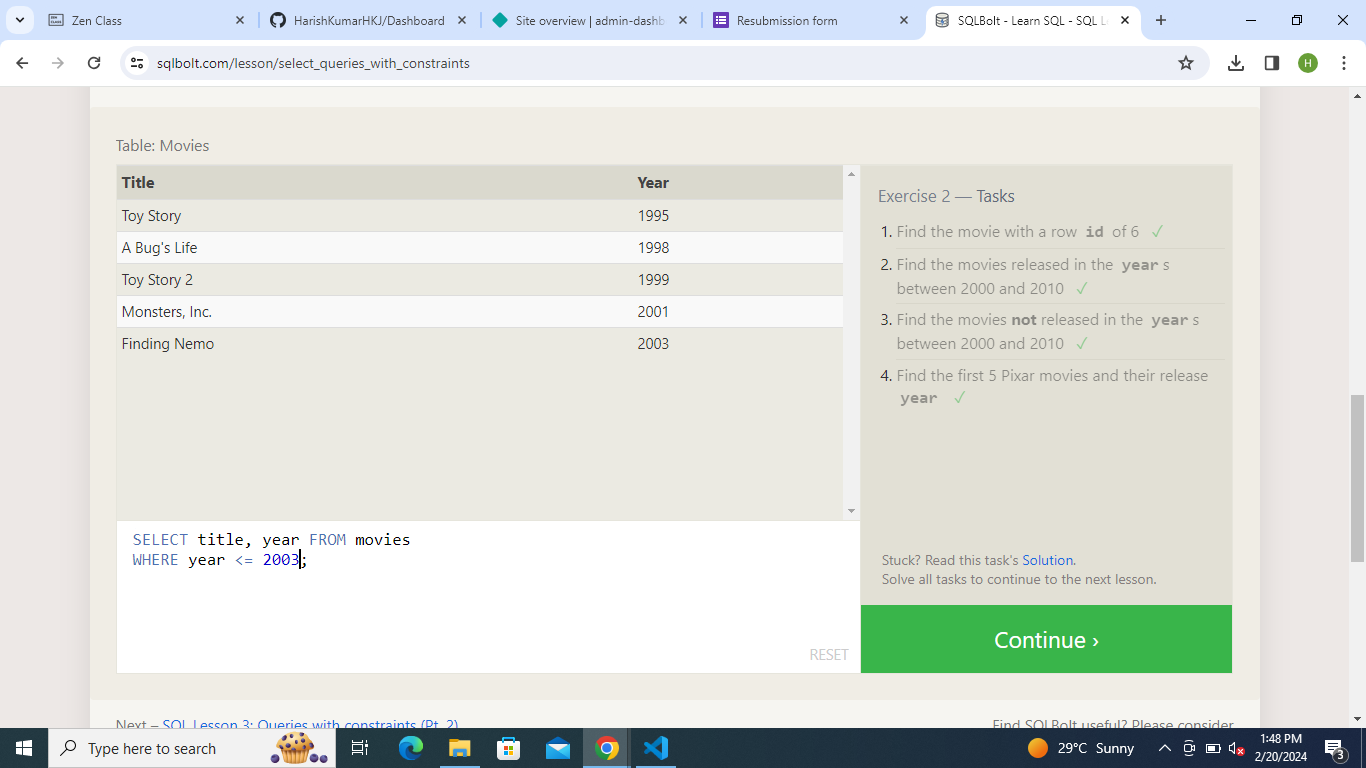 Zen Class
HarishKumarHKJ/Dashboard
Site overview | admin-dashb
Resubmission form
SQLBolt - Learn SQL - SQL L
sqlbolt.com/lesson/select_queries_with_constraints
H
Table: Movies
Title Year
Toy Story 1995
A Bug's Life 1998
Toy Story 2 1999
Monsters, Inc. 2001
Finding Nemo 2003
SELECT title, year FROM movies
WHERE year <= 2003;
RESET
Exercise 2 — Tasks
1. Find the movie with a row id of 6 ✓
2. Find the movies released in the year s
between 2000 and 2010 ✓
3. Find the movies not released in the year s
between 2000 and 2010 ✓
4. Find the first 5 Pixar movies and their release
year ✓
Stuck? Read this task's Solution.
Solve all tasks to continue to the next lesson.
Continue ›
Next – SQL Lesson 3: Queries with constraints (Pt. 2)
Find SQLBolt useful? Please consider
Type here to search
29°C Sunny
1:48 PM
2/20/2024
3